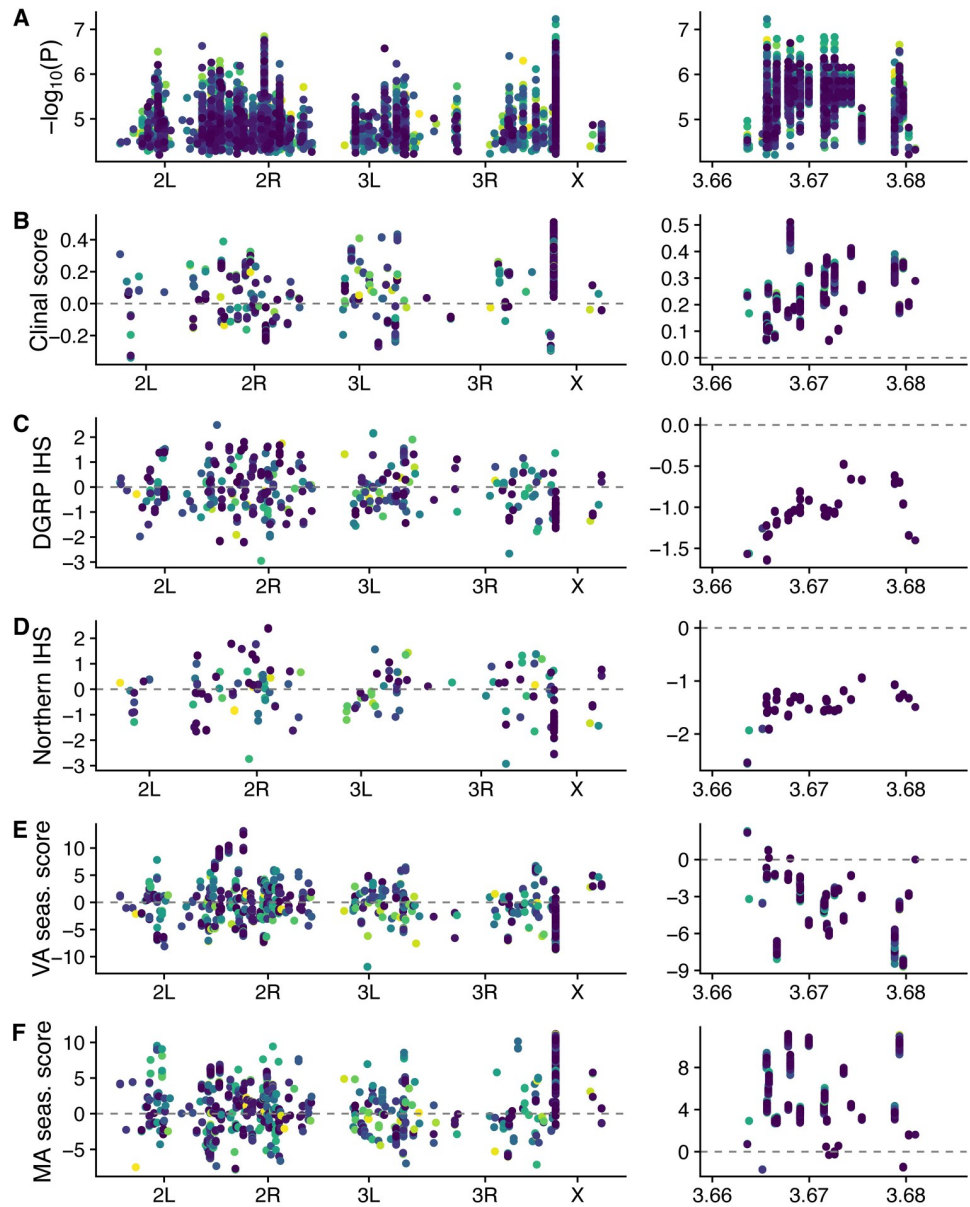 A
−log10(P)
7
6
5
2L 2R 3L 3R X
7
6
5
3.66 3.67 3.68
B
Clinal score
0.4
0.2
0.0
−0.2
2L 2R 3L 3R X
0.5
0.4
0.3
0.2
0.1
0.0
3.66 3.67 3.68
C
DGRP IHS
2
1
0
−1
−2
−3
2L 2R 3L 3R X
0.0
−0.5
−1.0
−1.5
3.66 3.67 3.68
D
Northern IHS
2
1
0
−1
−2
−3
2L 2R 3L 3R X
0
−1
−2
3.66 3.67 3.68
E
VA seas. score
10
5
0
−5
−10
2L 2R 3L 3R X
0
−3
−6
−9
3.66 3.67 3.68
F
MA seas. score
10
5
0
−5
2L 2R 3L 3R X
8
4
0
3.66 3.67 3.68